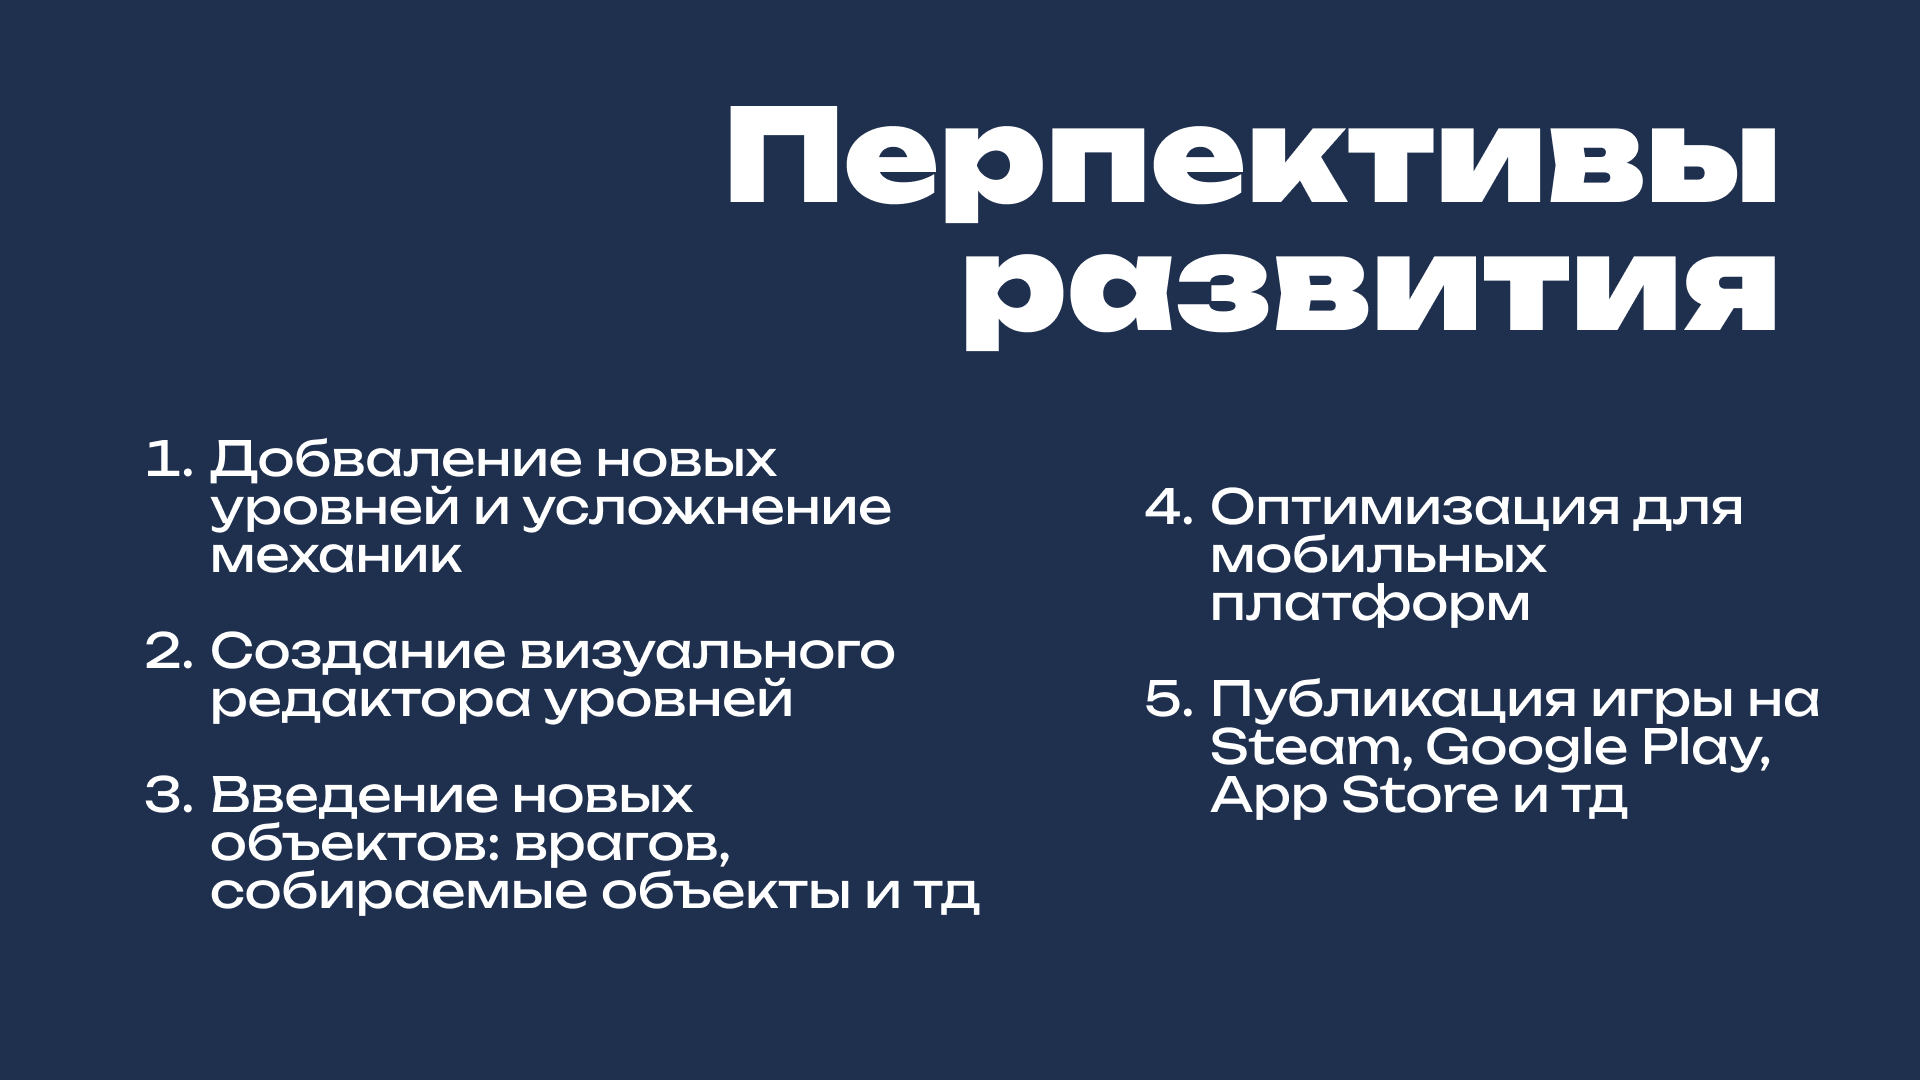 Перпективы
развития
1. Добваление новых
уровней и усложнение
механик
2. Создание визуального
редактора уровней
3. Введение новых
объектов: врагов,
собираемые объекты и тд
4. Оптимизация для
мобильных
платформ
5. Публикация игры на
Steam, Google Play,
App Store и тд